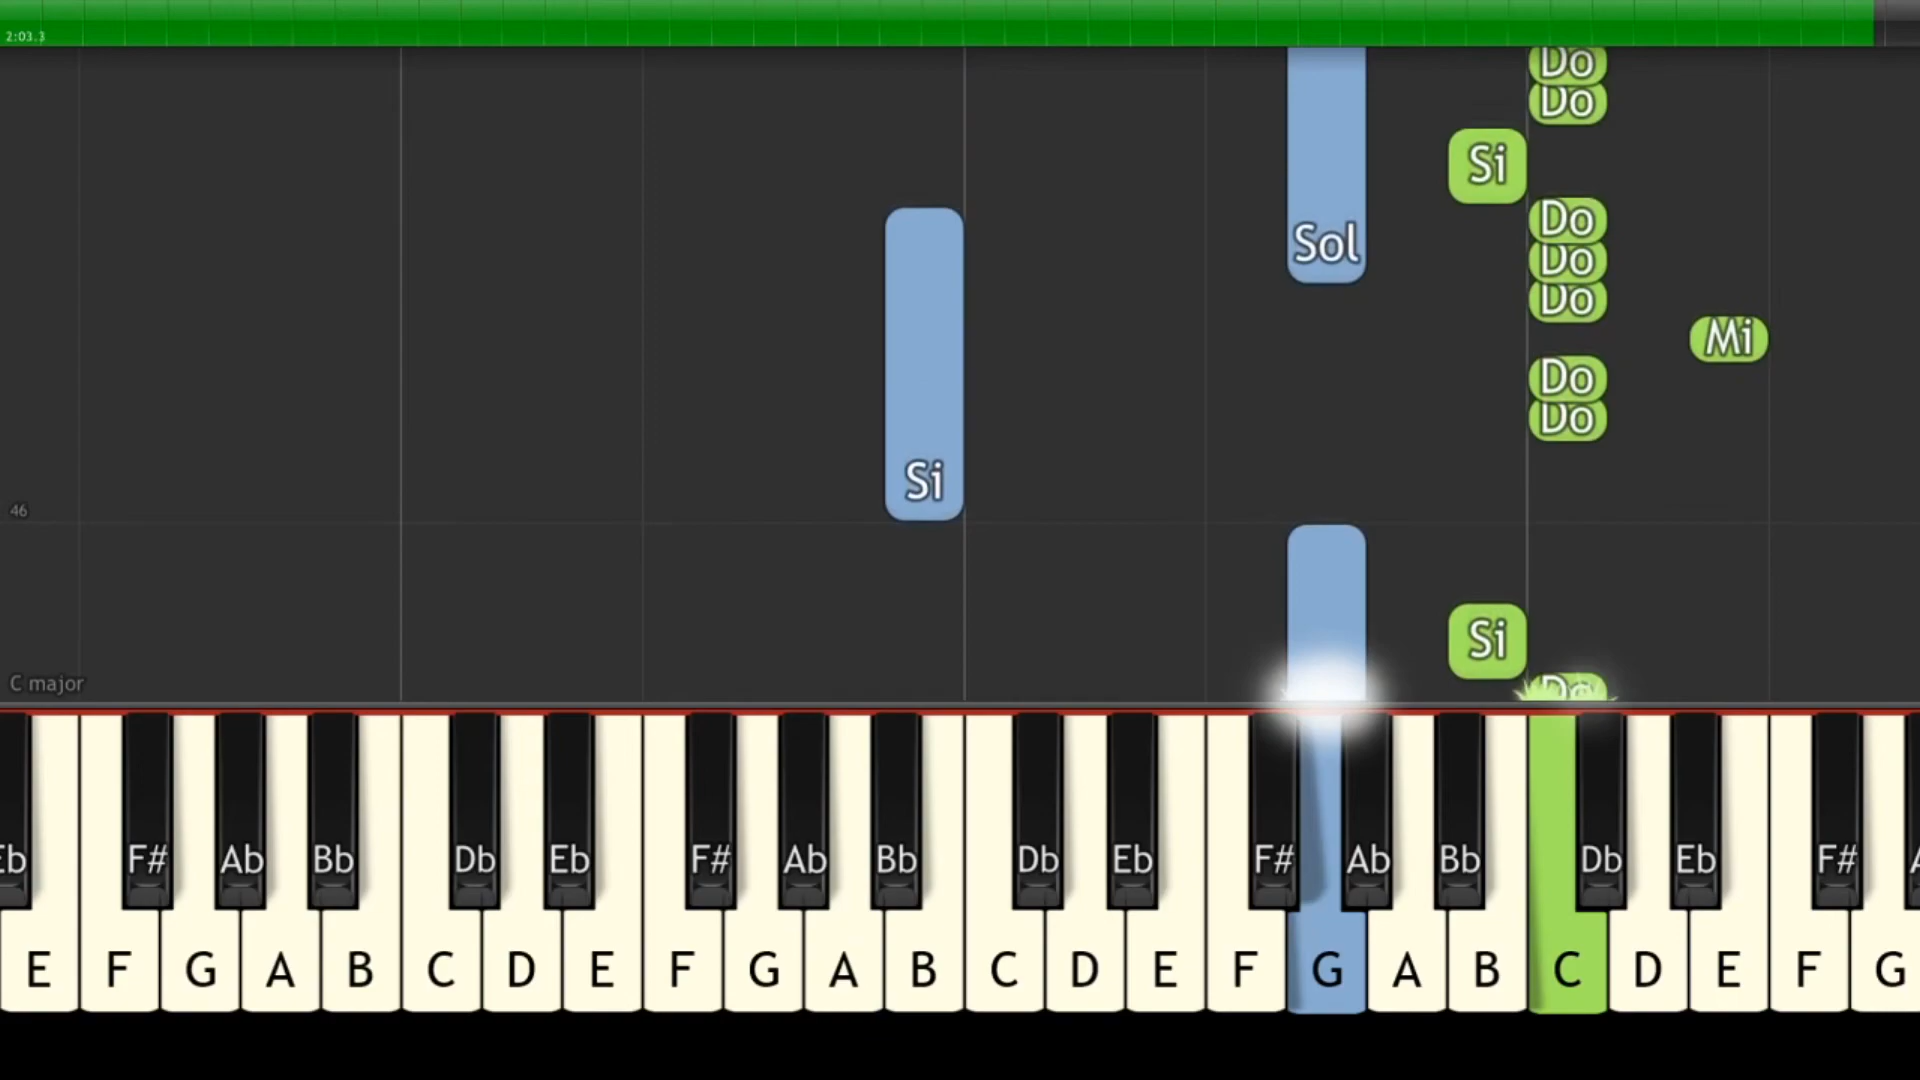 2:03.3
Do
Do
Si
Do
Sol
Do
Do
Mi
Do
Do
Si
46
Si
C major
Do
Eb F# Ab Bb Db Eb F# Ab Bb Db Eb F# Ab Bb Db Eb F#
E F G A B C D E F G A B C D E F G A B C D E F G